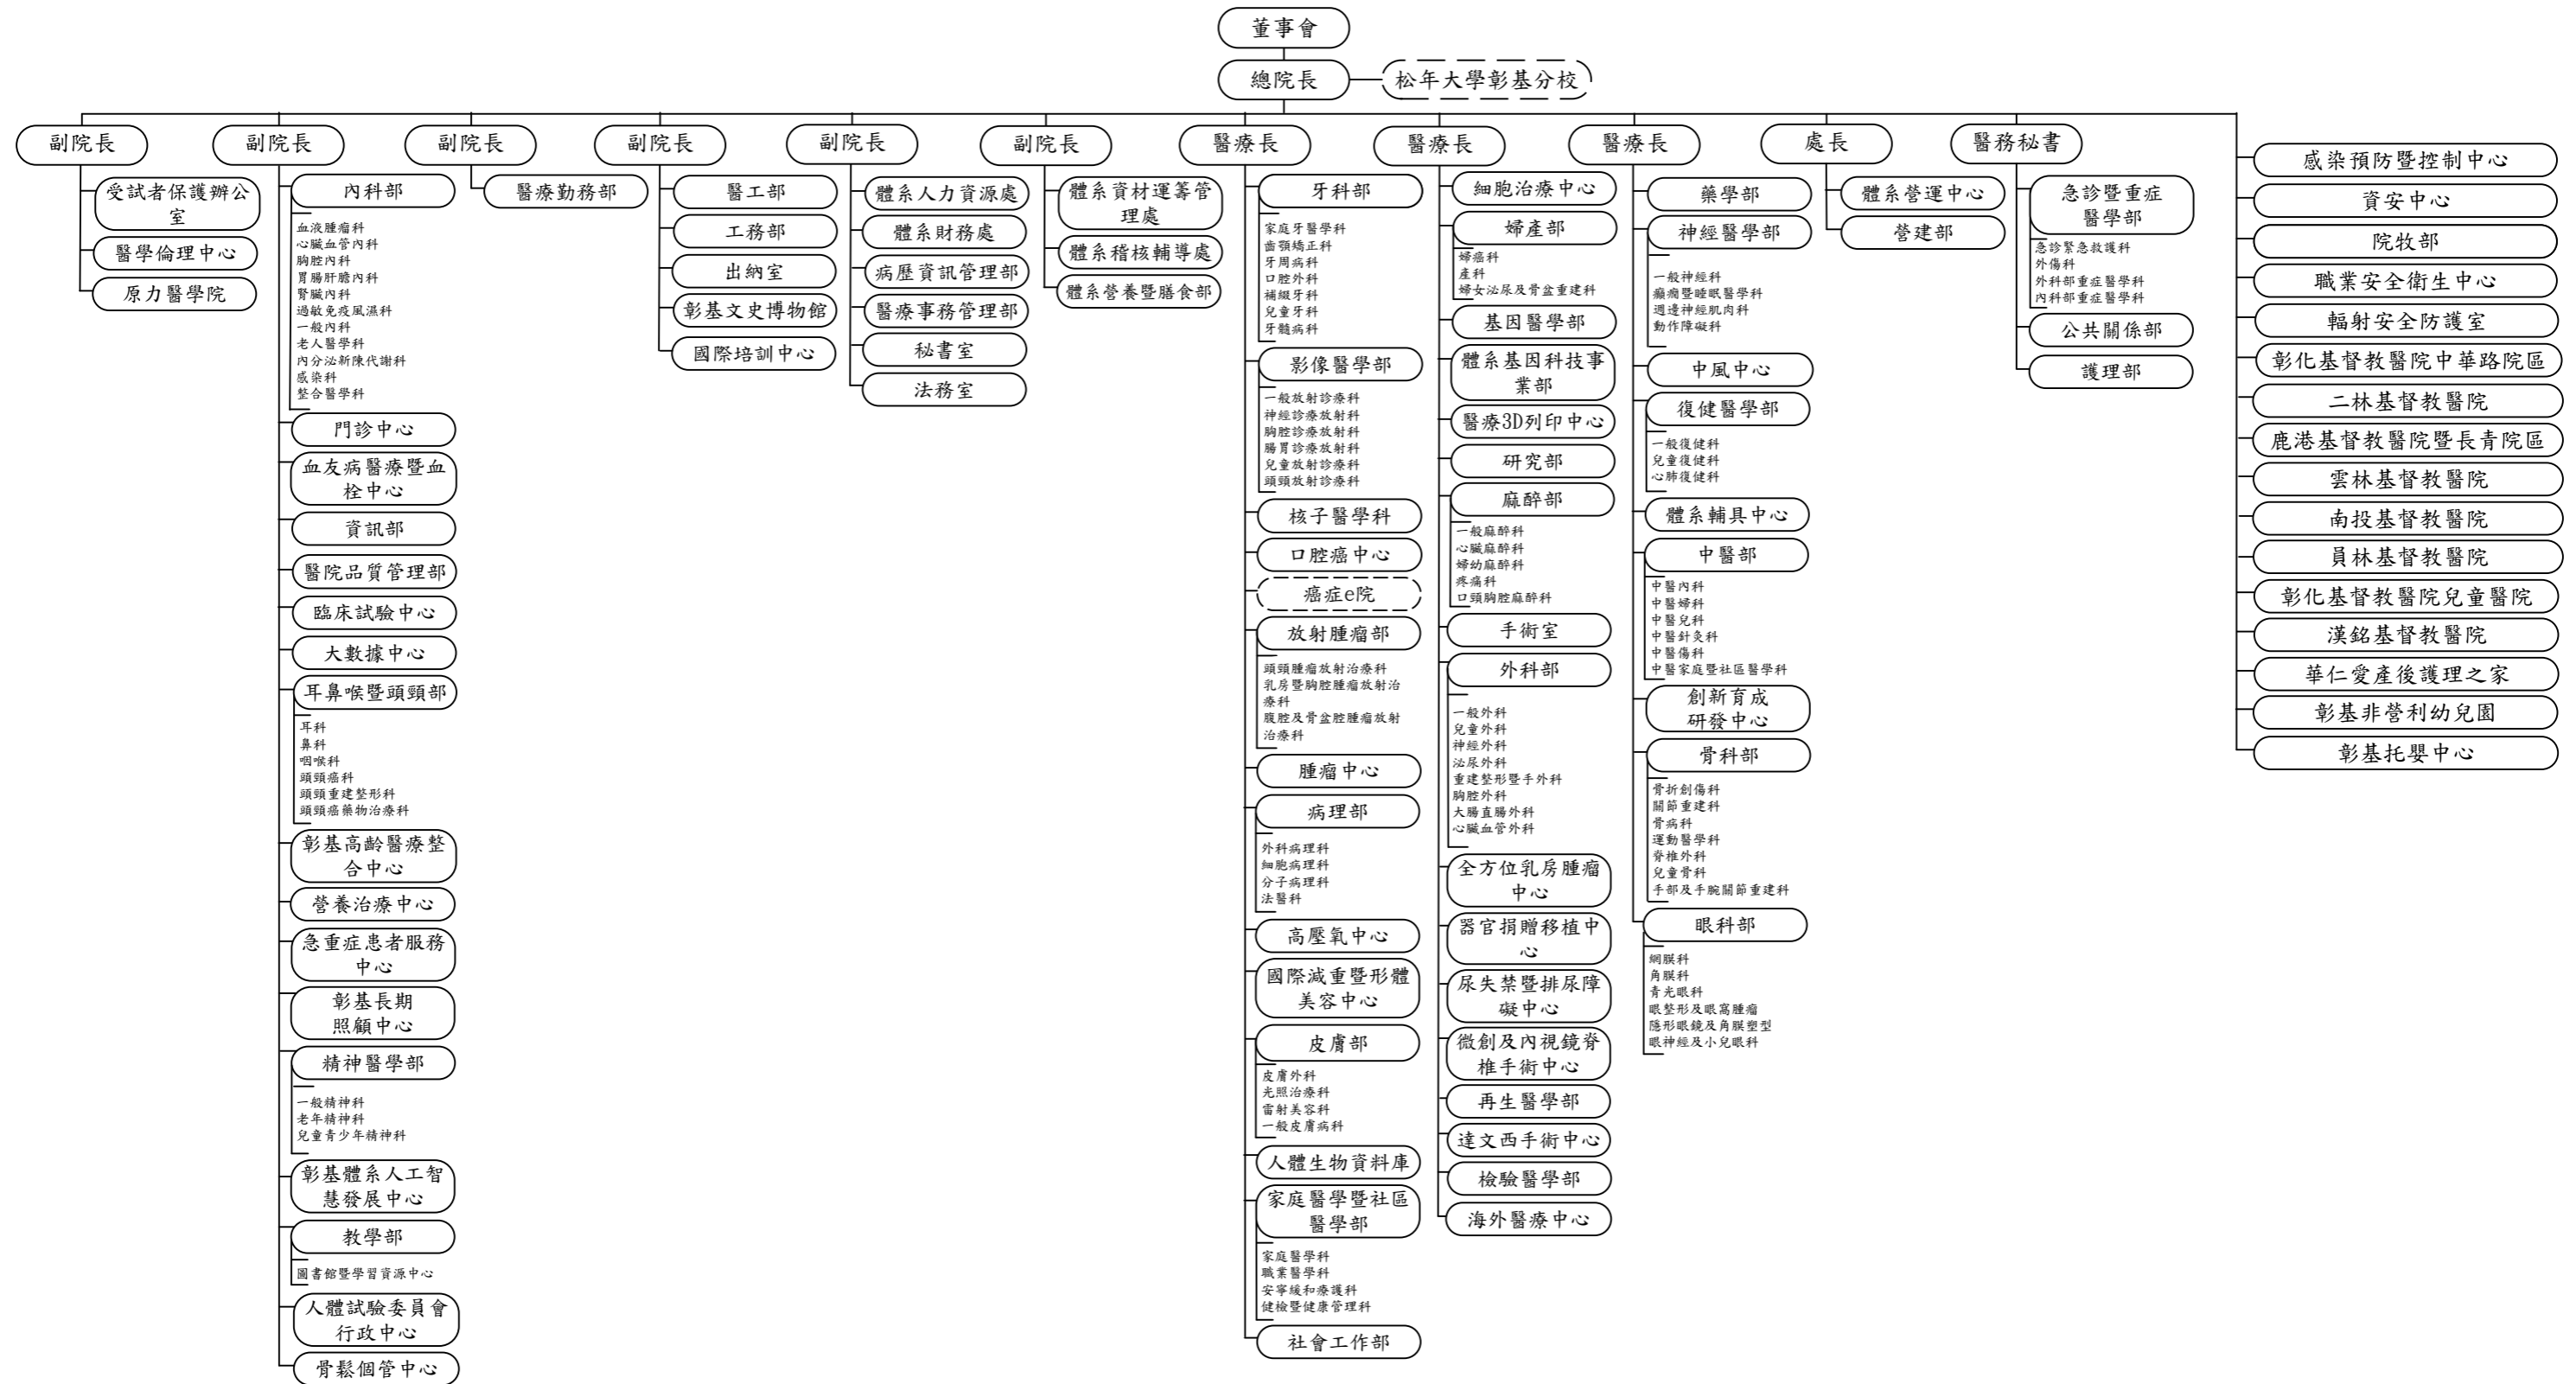 董事會
總院長
松年大學彰基分校
副院長
受試者保護辦公
室
醫學倫理中心
原力醫學院
副院長
內科部
血液腫瘤科
心臟血管內科
胸腔內科
胃腸肝膽內科
腎臟內科
過敏免疫風濕科
一般內科
老人醫學科
內分泌新陳代謝科
感染科
整合醫學科
門診中心
血友病醫療暨血
栓中心
資訊部
醫院品質管理部
臨床試驗中心
大數據中心
耳鼻喉暨頭頸部
耳科
鼻科
咽喉科
頭頸癌科
頭頸重建整形科
頭頸癌藥物治療科
彰基高齡醫療整
合中心
營養治療中心
急重症患者服務
中心
彰基長期
照顧中心
精神醫學部
一般精神科
老年精神科
兒童青少年精神科
彰基體系人工智
慧發展中心
教學部
圖書館暨學習資源中心
人體試驗委員會
行政中心
骨鬆個管中心
副院長
醫療勤務部
副院長
醫工部
工務部
出納室
彰基文史博物館
國際培訓中心
副院長
體系人力資源處
體系財務處
病歷資訊管理部
醫療事務管理部
秘書室
法務室
副院長
體系資材運籌管
理處
體系稽核輔導處
體系營養暨膳食部
醫療長
牙科部
家庭牙醫學科
齒顎矯正科
牙周病科
口腔外科
補綴牙科
兒童牙科
牙髓病科
影像醫學部
一般放射診療科
神經診療放射科
胸腔診療放射科
腸胃診療放射科
兒童放射診療科
頭頸放射診療科
核子醫學科
口腔癌中心
癌症e院
放射腫瘤部
頭頸腫瘤放射治療科
乳房暨胸腔腫瘤放射治
療科
腹腔及骨盆腔腫瘤放射
治療科
腫瘤中心
病理部
外科病理科
細胞病理科
分子病理科
法醫科
高壓氧中心
國際減重暨形體
美容中心
皮膚部
皮膚外科
光照治療科
雷射美容科
一般皮膚病科
人體生物資料庫
家庭醫學暨社區
醫學部
家庭醫學科
職業醫學科
安寧緩和療護科
健檢暨健康管理科
社會工作部
醫療長
細胞治療中心
婦產部
婦癌科
產科
婦女泌尿及骨盆重建科
基因醫學部
體系基因科技事
業部
醫療3D列印中心
研究部
麻醉部
一般麻醉科
心臟麻醉科
婦幼麻醉科
疼痛科
口頸胸腔麻醉科
手術室
外科部
一般外科
兒童外科
神經外科
泌尿外科
重建整形暨手外科
胸腔外科
大腸直腸外科
心臟血管外科
全方位乳房腫瘤
中心
器官捐贈移植中
心
尿失禁暨排尿障
礙中心
微創及內視鏡脊
椎手術中心
再生醫學部
達文西手術中心
檢驗醫學部
海外醫療中心
醫療長
藥學部
神經醫學部
一般神經科
癲癇暨睡眠醫學科
週邊神經肌肉科
動作障礙科
中風中心
復健醫學部
一般復健科
兒童復健科
心肺復健科
體系輔具中心
中醫部
中醫內科
中醫婦科
中醫兒科
中醫針灸科
中醫傷科
中醫家庭暨社區醫學科
創新育成
研發中心
骨科部
骨折創傷科
關節重建科
骨病科
運動醫學科
脊椎外科
兒童骨科
手部及手腕關節重建科
眼科部
網膜科
角膜科
青光眼科
眼整形及眼窩腫瘤
隱形眼鏡及角膜塑型
眼神經及小兒眼科
處長
體系營運中心
營建部
醫務秘書
急診暨重症
醫學部
急診緊急救護科
外傷科
外科部重症醫學科
內科部重症醫學科
公共關係部
護理部
感染預防暨控制中心
資安中心
院牧部
職業安全衛生中心
輻射安全防護室
彰化基督教醫院中華路院區
二林基督教醫院
鹿港基督教醫院暨長青院區
雲林基督教醫院
南投基督教醫院
員林基督教醫院
彰化基督教醫院兒童醫院
漢銘基督教醫院
華仁愛產後護理之家
彰基非營利幼兒園
彰基托嬰中心